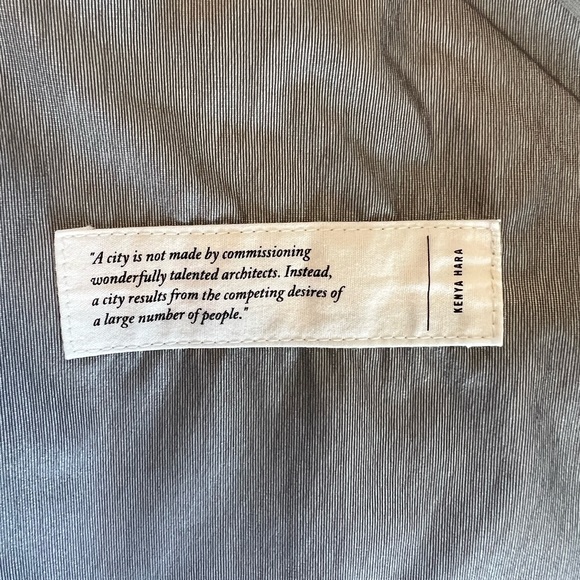 "A city is not made by commissioning
wonderfully talented architects. Instead,
a city results from the competing desires of
a large number of people."
KENYA HARA